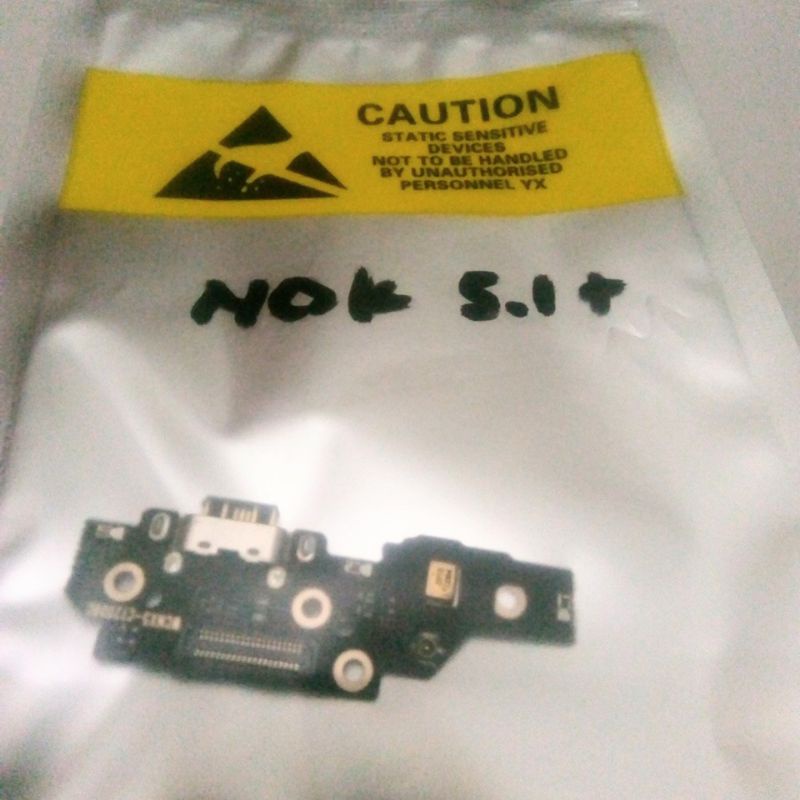 CAUTION
STATIC SENSITIVE
DEVICES
NOT TO BE HANDLED
BY UNAUTHORISED
PERSONNEL YX
NOK 5.1+